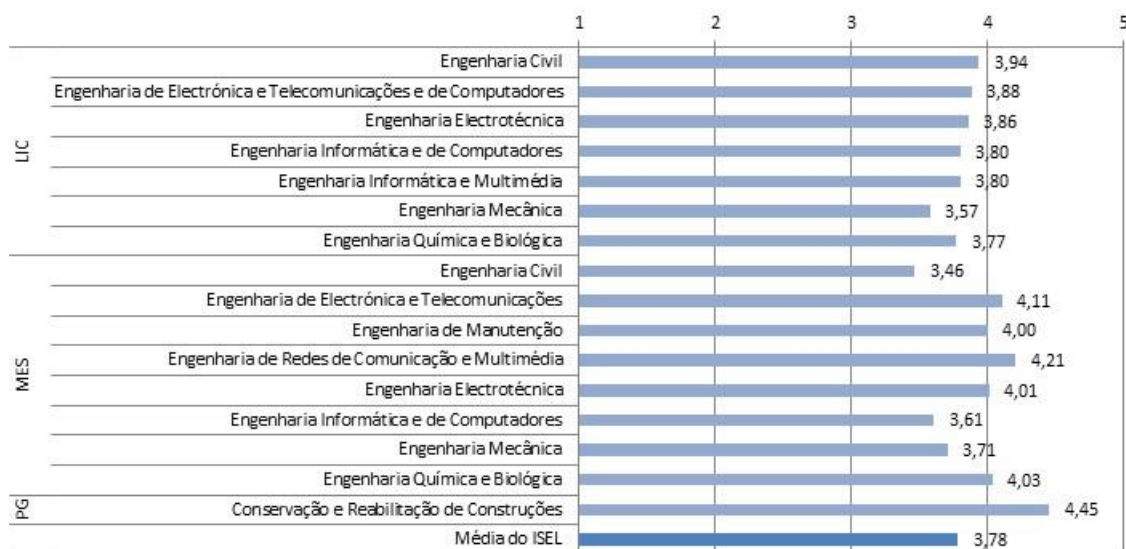 1 2 3 4 5
LIC
Engenharia Civil 3,94
Engenharia de Electrónica e Telecomunicações e de Computadores 3,88
Engenharia Electrotécnica 3,86
Engenharia Informática e de Computadores 3,80
Engenharia Informática e Multimédia 3,80
Engenharia Mecânica 3,57
Engenharia Química e Biológica 3,77
MES
Engenharia Civil 3,46
Engenharia de Electrónica e Telecomunicações 4,11
Engenharia de Manutenção 4,00
Engenharia de Redes de Comunicação e Multimédia 4,21
Engenharia Electrotécnica 4,01
Engenharia Informática e de Computadores 3,61
Engenharia Mecânica 3,71
Engenharia Química e Biológica 4,03
PG
Conservação e Reabilitação de Construções 4,45
Média do ISEL 3,78